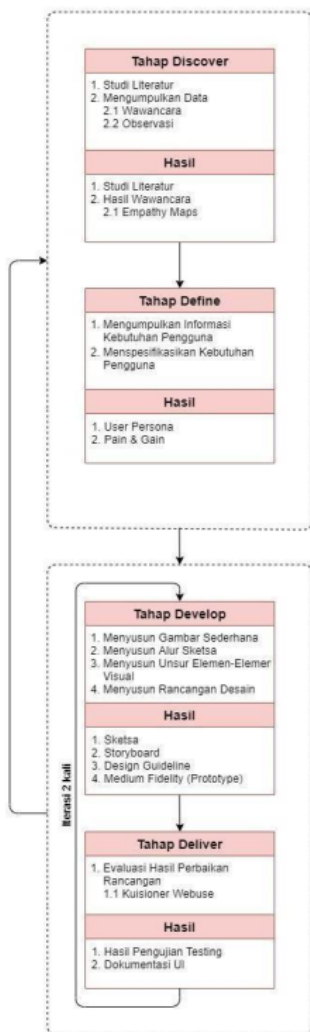 Tahap Discover
1. Studi Literatur
2. Mengumpulkan Data
2.1 Wawancara
2.2 Observasi
Hasil
1. Studi Literatur
2. Hasil Wawancara
2.1 Empathy Maps
Tahap Define
1. Mengumpulkan Informasi
Kebutuhan Pengguna
2. Menspesifikasikan Kebutuhan
Pengguna
Hasil
1. User Persona
2. Pain & Gain
Iterasi 2 kali
Tahap Develop
1. Menyusun Gambar Sederhana
2. Menyusun Alur Sketsa
3. Menyusun Unsur Elemen-Elemer
Visual
4. Menyusun Rancangan Desain
Hasil
1. Sketsa
2. Storyboard
3. Design Guideline
4. Medium Fidelity (Prototype)
Tahap Deliver
1. Evaluasi Hasil Perbaikan
Rancangan
1.1 Kuisioner Webuse
Hasil
1. Hasil Pengujian Testing
2. Dokumentasi UI